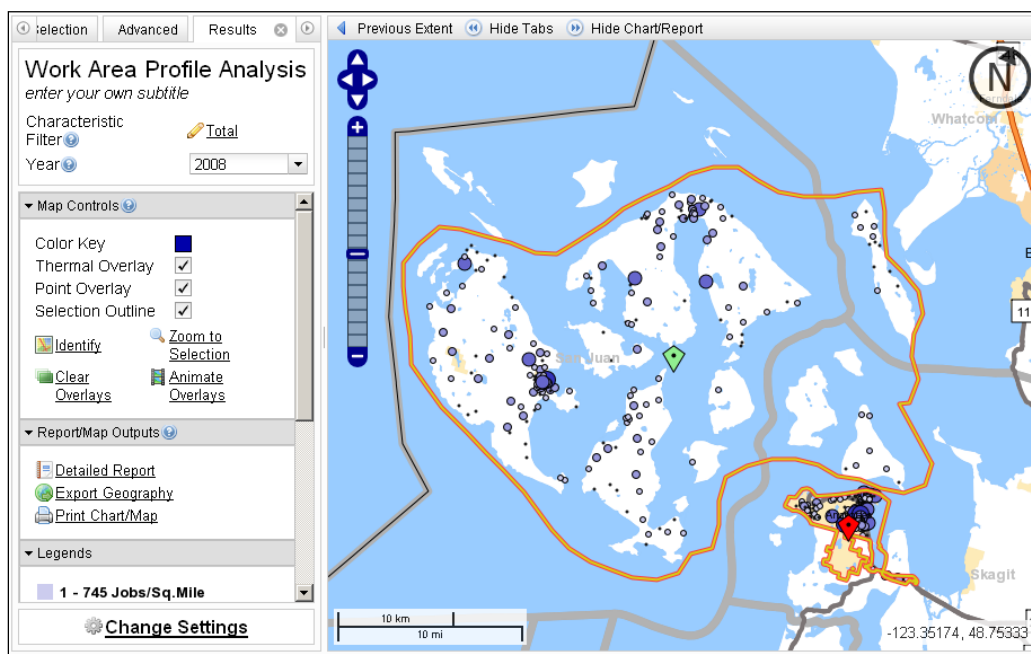 :election
Advanced
Results
Previous Extent
Hide Tabs
Hide Chart/Report
Work Area Profile Analysis
enter your own subtitle
Characteristic
Filter
Total
Year
2008
Map Controls
Color Key
Thermal Overlay
Point Overlay
Selection Outline
Identify
Zoom to
Selection
Clear
Overlays
Animate
Overlays
Report/Map Outputs
Detailed Report
Export Geography
Print Chart/Map
Legends
1 - 745 Jobs/Sq.Mile
Change Settings
N
Whatcom
San Juan
11
Skagit
10 km
10 mi
-123.35174, 48.75333